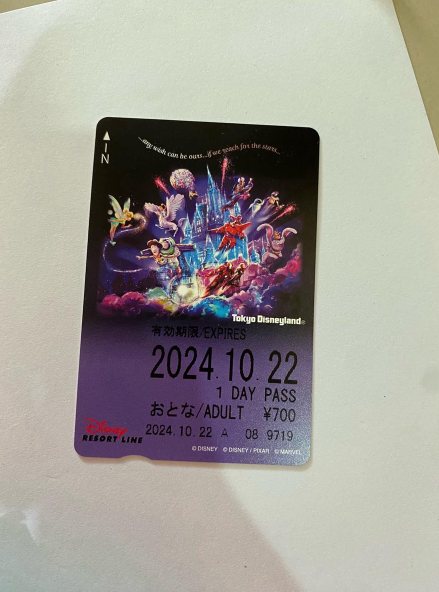 IN
...any wish can be ours...if we reach for the stars...
Tokyo Disneyland®
有効期限/EXPIRES
2024.10.22
1 DAY PASS
おとな/ADULT ¥700
Disney
RESORT LINE
2024.10.22 A 08 9719
© DISNEY © DISNEY / PIXAR © MARVEL